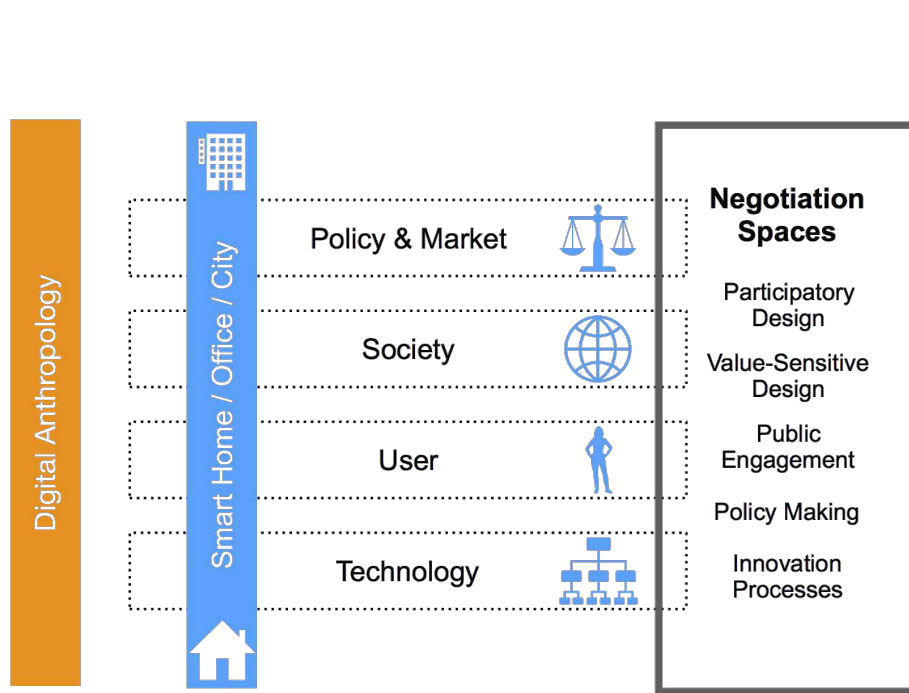 Digital Anthropology
Smart Home / Office / City
Policy & Market
Society
User
Technology
Negotiation
Spaces
Participatory
Design
Value-Sensitive
Design
Public
Engagement
Policy Making
Innovation
Processes